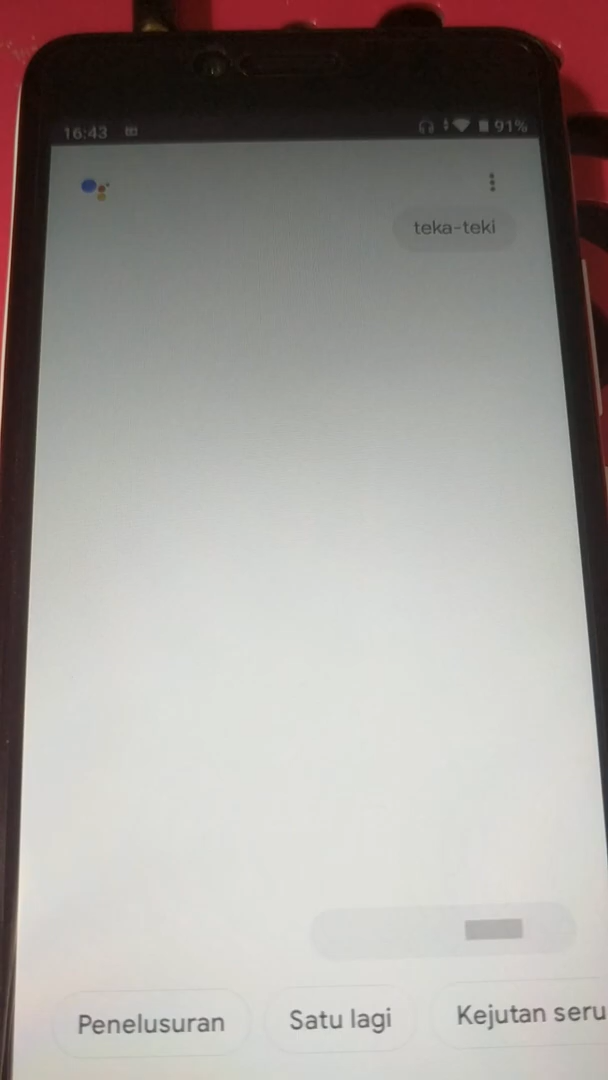 16:43
91%
teka-teki
Penelusuran
Satu lagi
Kejutan seru